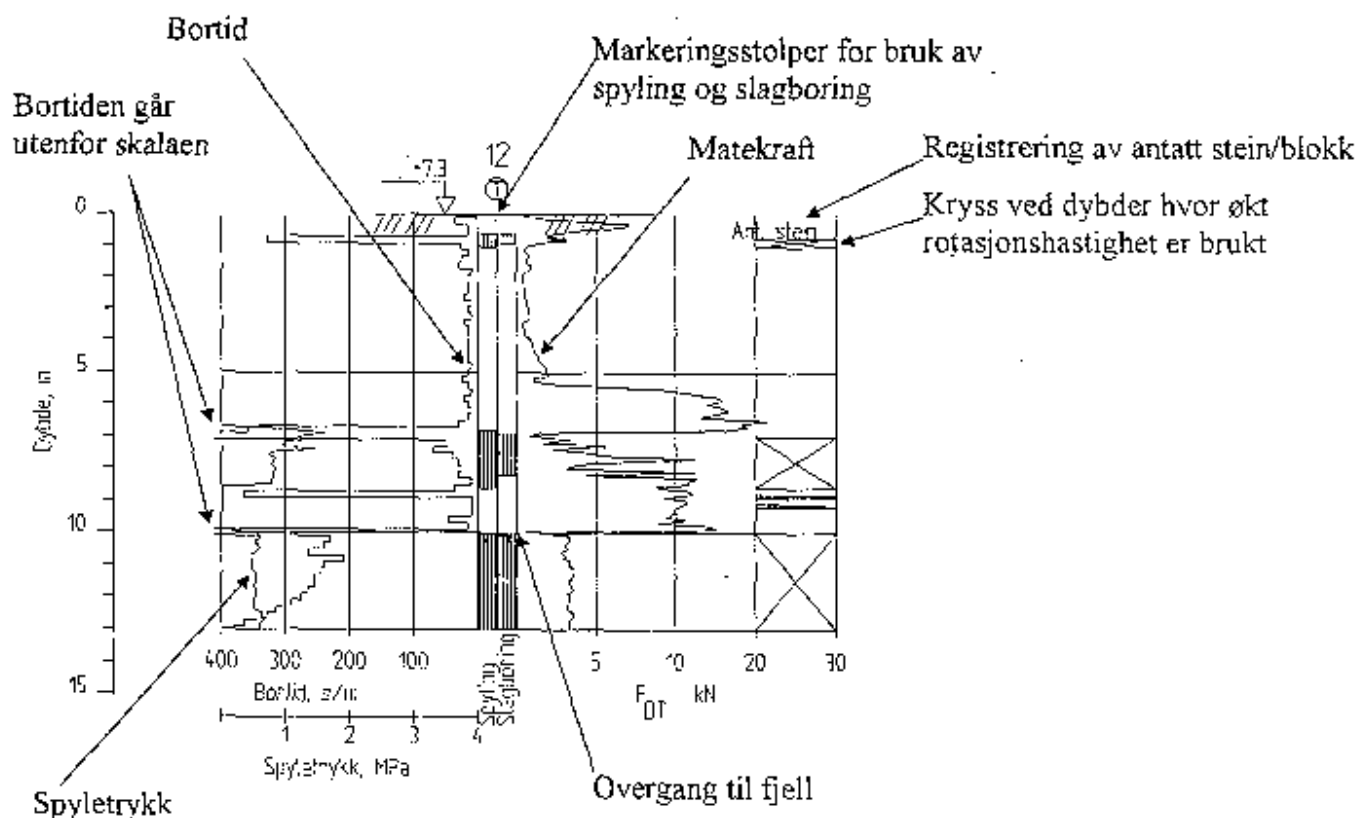 Bortid
Markeringsstolper for bruk av
spyling og slagboring
Bortiden går
utenfor skalaen
Matekraft
Registrering av antatt stein/blokk
Kryss ved dybder hvor økt
rotasjonshastighet er brukt
12
0
5
10
15
m
400 300 200 100
5 10 20 30
Bortid, s/m
Spyling
Slagboring
F DT kN
1 2 3 4
Spyletrykk, MPa
Spyletrykk
Overgang til fjell